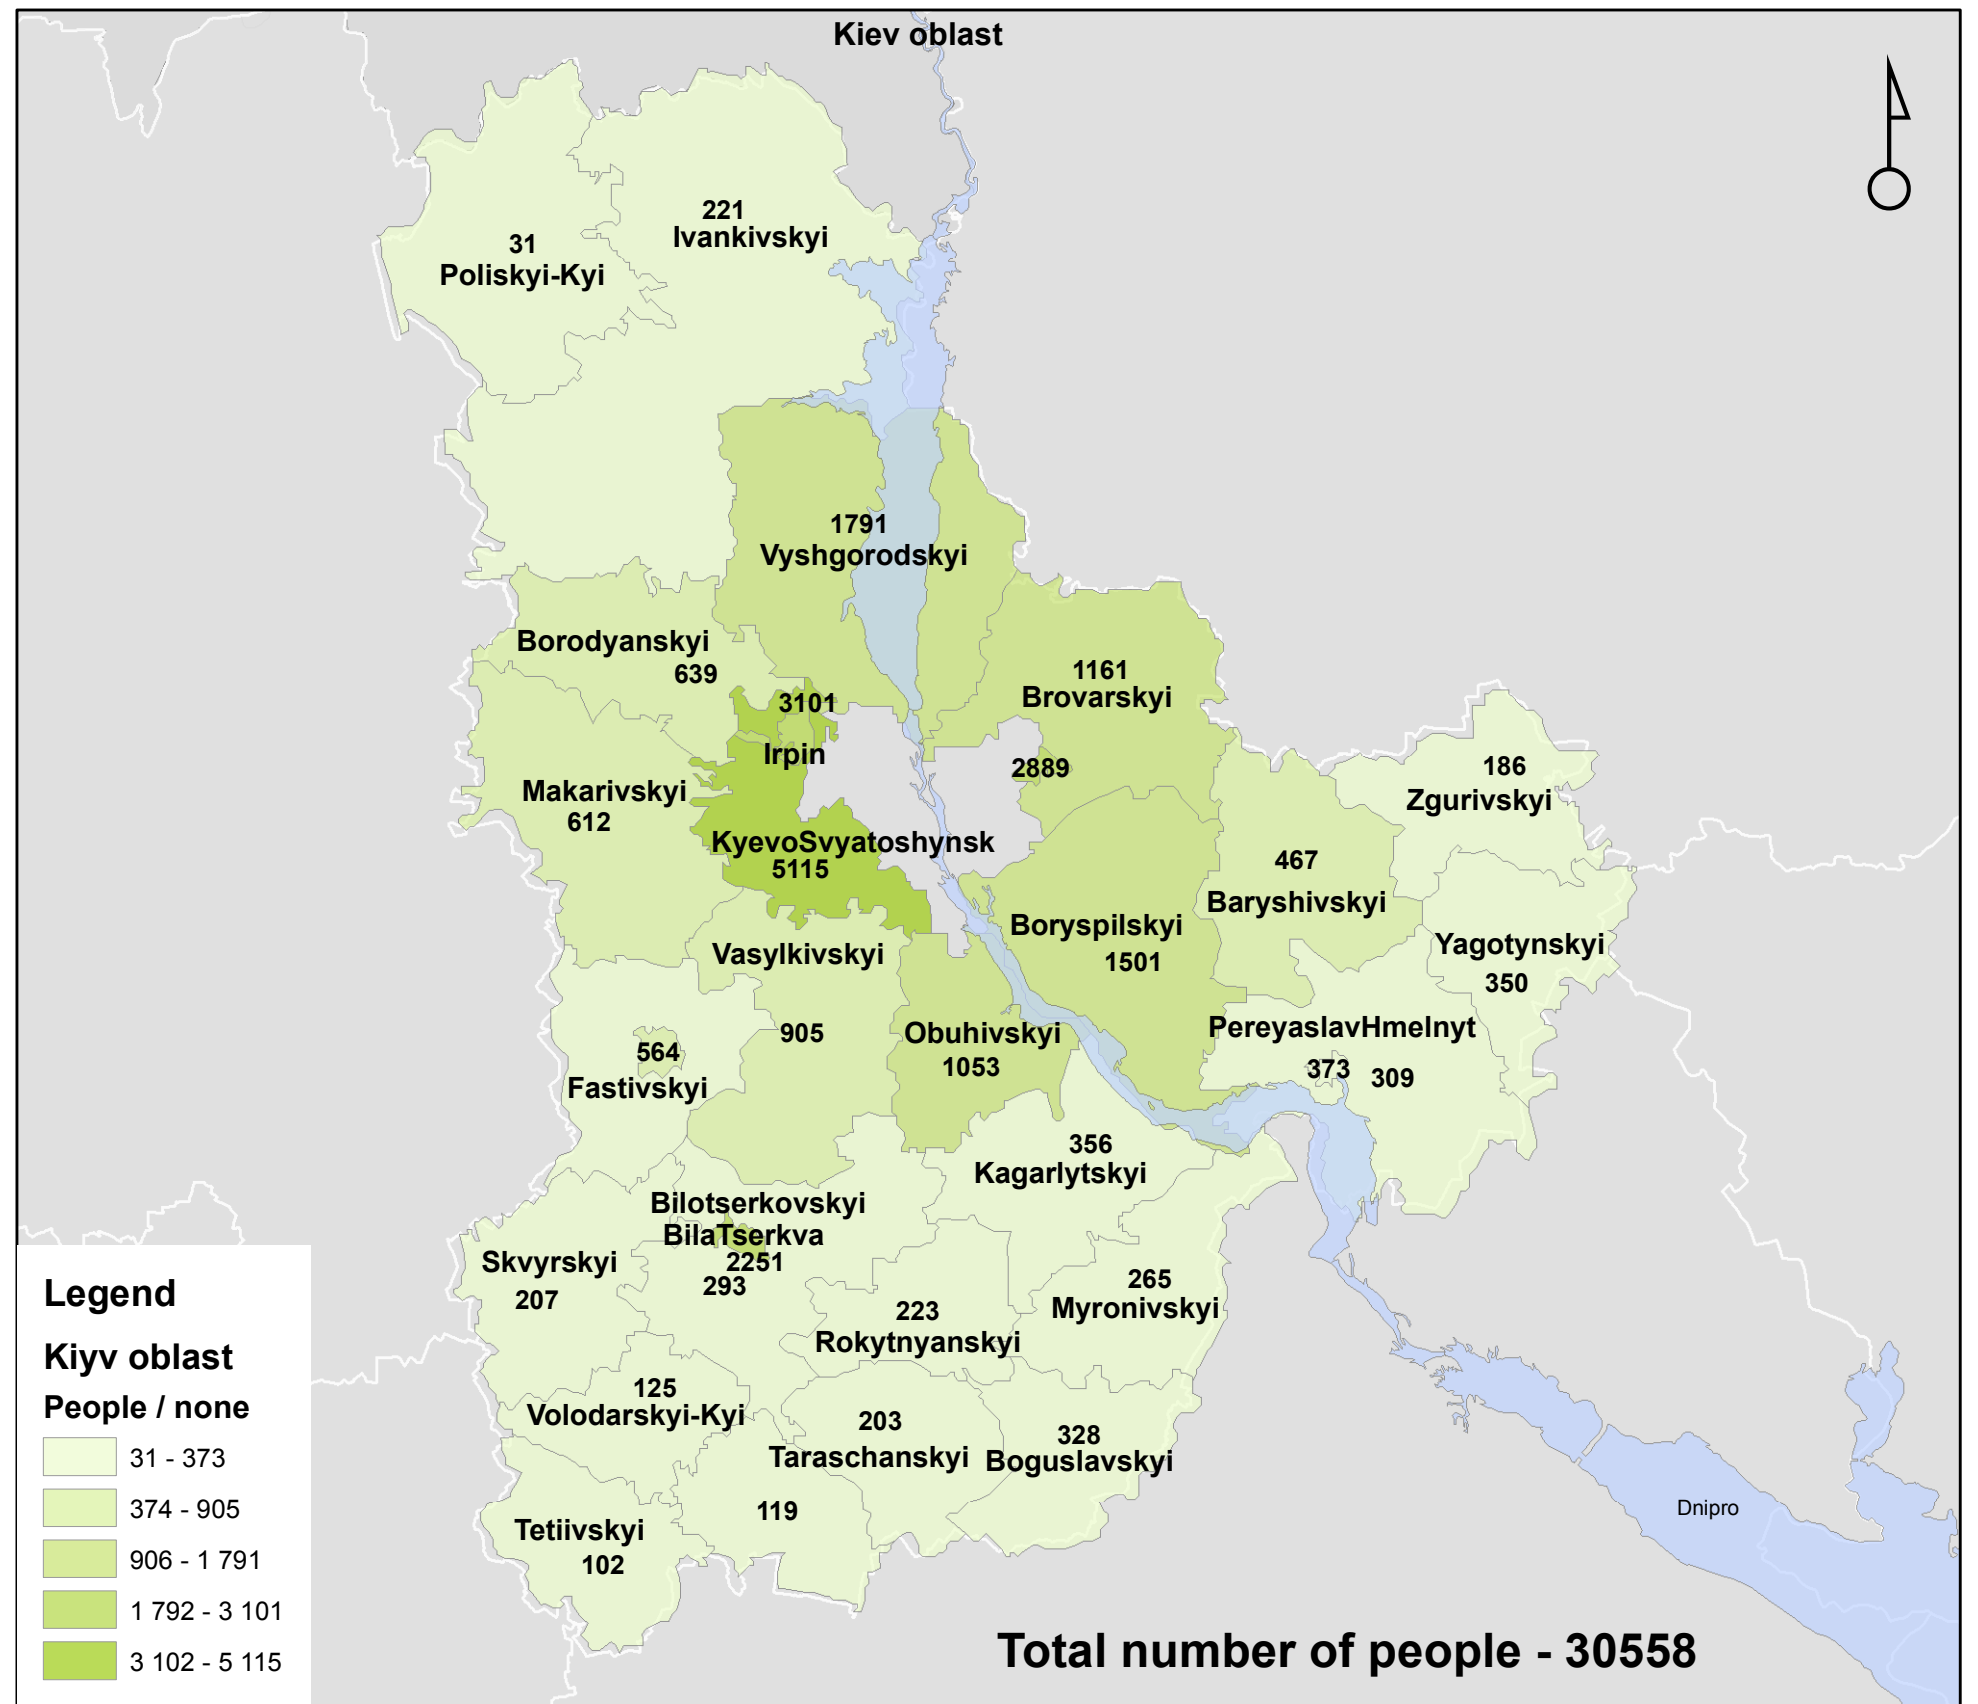 Kiev oblast
221
Ivankivskyi
31
Poliskyi-Kyi
1791
Vyshgorodskyi
Borodyanskyi
639
1161
Brovarskyi
3101
Irpin
2889
186
Zgurivskyi
Makarivskyi
612
KyevoSvyatoshynsk
5115
467
Baryshivskyi
Boryspilskyi
1501
Yagotynskyi
350
Vasylkivskyi
905
Obuhivskyi
1053
PereyaslavHmelnyt
373
309
564
Fastivskyi
356
Kagarlytskyi
Bilotserkovskyi
BilaTserkva
2251
293
Skvyrskyi
207
265
Myronivskyi
223
Rokytnyanskyi
125
Volodarskyi-Kyi
203
Taraschanskyi
328
Boguslavskyi
119
Tetiivskyi
102
Dnipro
Legend
Kiyv oblast
People / none
31 - 373
374 - 905
906 - 1 791
1 792 - 3 101
3 102 - 5 115
Total number of people - 30558